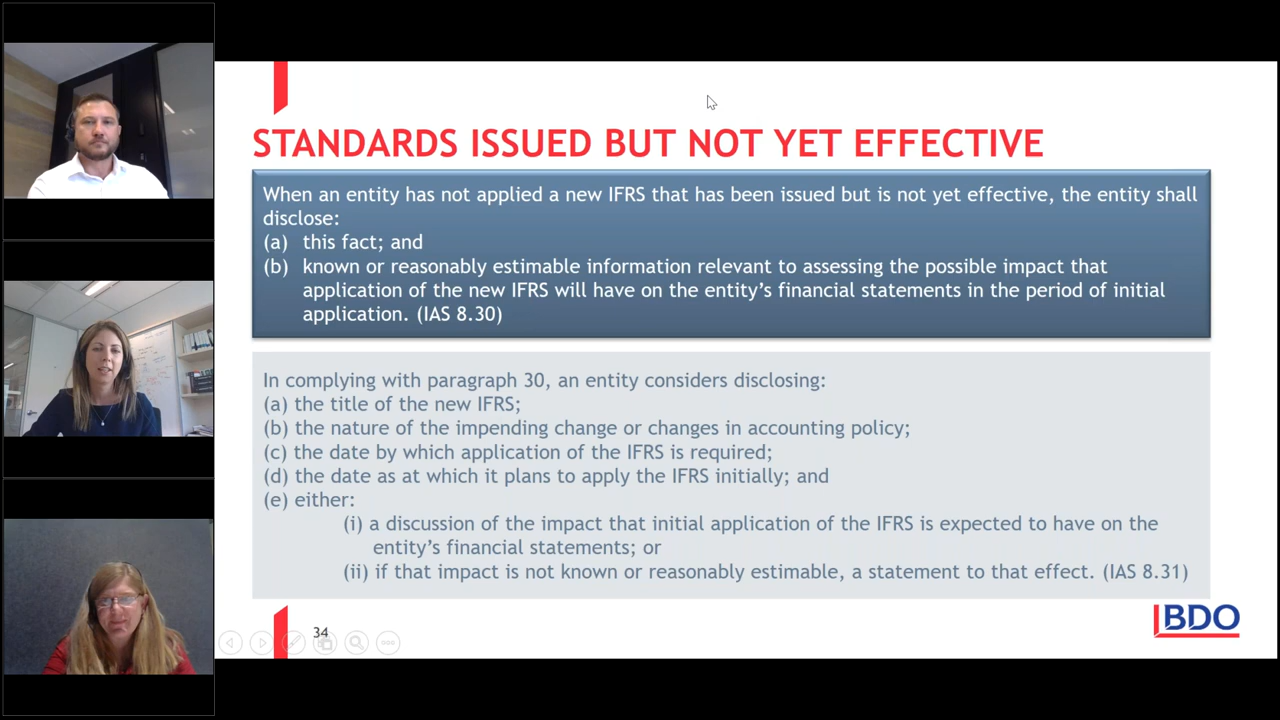 STANDARDS ISSUED BUT NOT YET EFFECTIVE
When an entity has not applied a new IFRS that has been issued but is not yet effective, the entity shall
disclose:
(a) this fact; and
(b) known or reasonably estimable information relevant to assessing the possible impact that
application of the new IFRS will have on the entity's financial statements in the period of initial
application. (IAS 8.30)
In complying with paragraph 30, an entity considers disclosing:
(a) the title of the new IFRS;
(b) the nature of the impending change or changes in accounting policy;
(c) the date by which application of the IFRS is required;
(d) the date as at which it plans to apply the IFRS initially; and
(e) either:
(i) a discussion of the impact that initial application of the IFRS is expected to have on the
entity's financial statements; or
(ii) if that impact is not known or reasonably estimable, a statement to that effect. (IAS 8.31)
34
BDO